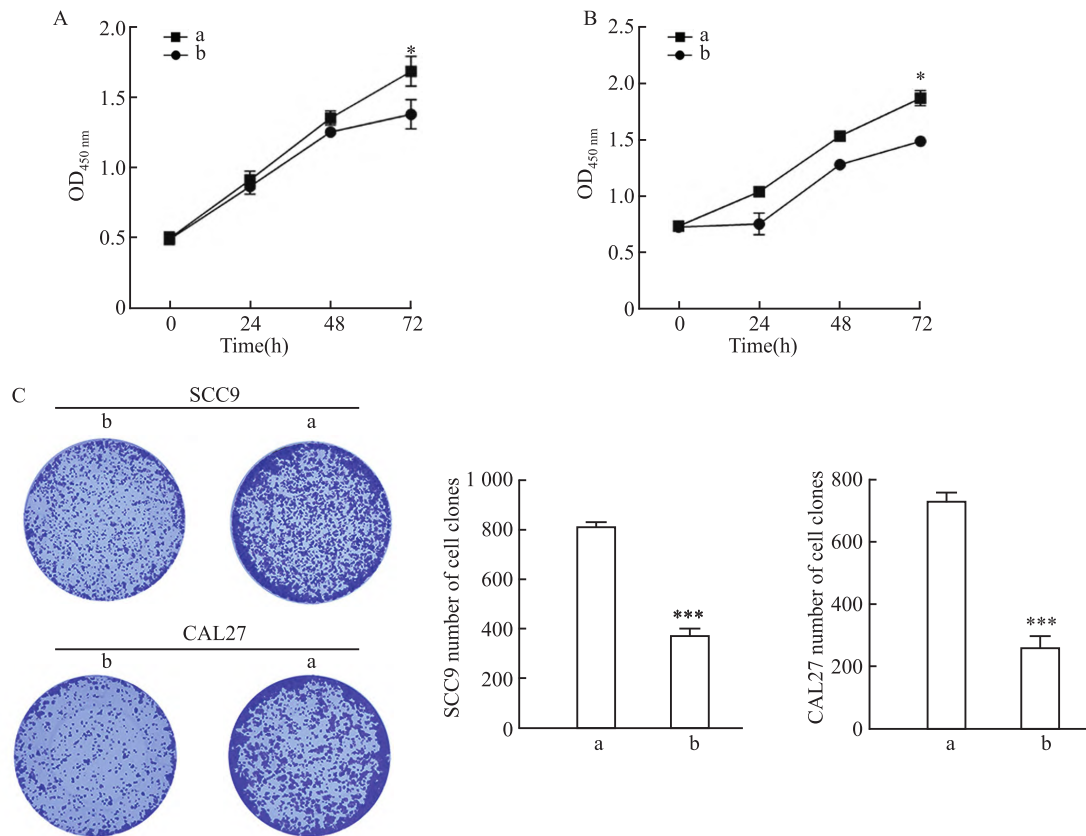 A
a
b
*
2.0
1.5
1.0
0.5
0
OD450 nm
0 24 48 72
Time(h)
B
a
b
*
2.5
2.0
1.5
1.0
0.5
0
OD450 nm
0 24 48 72
Time(h)
C
SCC9
b a
CAL27
b a
1 000
800
600
400
200
0
SCC9 number of cell clones
***
a b
800
600
400
200
0
CAL27 number of cell clones
***
a b